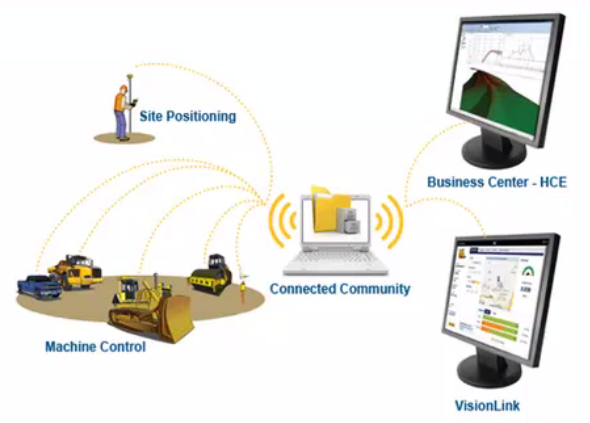 Site Positioning
Business Center - HCE
Connected Community
Machine Control
VisionLink